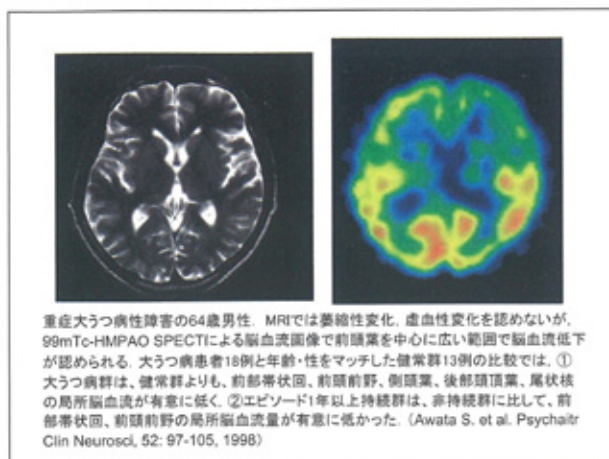 重症大うつ病性障害の64歳男性．MRIでは萎縮性変化，虚血性変化を認めないが，
99mTc-HMPAO SPECTIによる脳血流画像で前頭葉を中心に広い範囲で脳血流低下
が認められる．大うつ病患者18例と年齢・性をマッチした健常群13例の比較では，①
大うつ病群は、健常群よりも、前部帯状回、前頭前野、側頭葉、後部頭頂葉、尾状核
の局所脳血流が有意に低く、②エピソード1年以上持続群は、非持続群に比して、前
部帯状回、前頭前野の局所脳血流量が有意に低かった．（Awata S. et al. Psychaitr
Clin Neurosci, 52: 97-105, 1998）